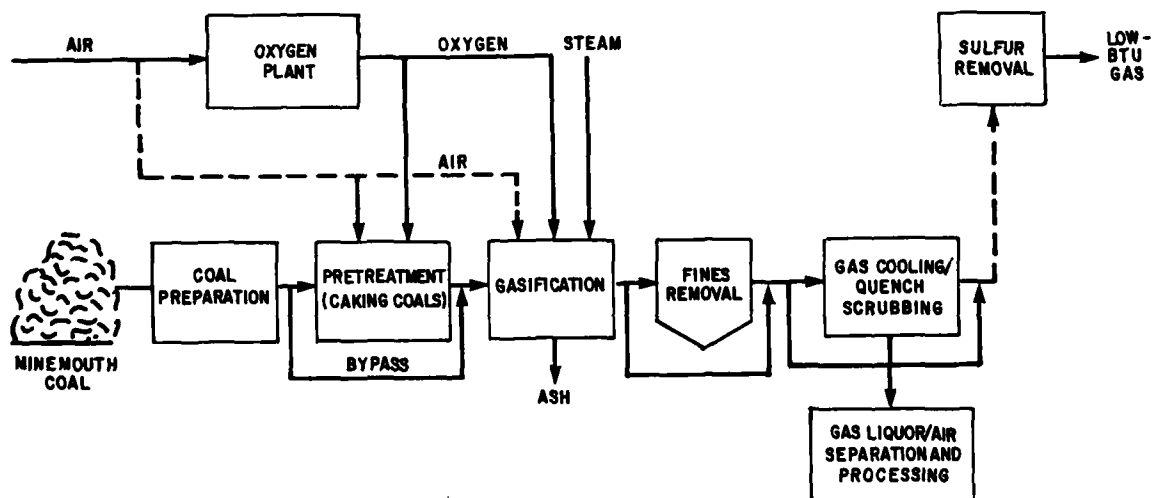 AIR
OXYGEN
PLANT
OXYGEN
STEAM
SULFUR
REMOVAL
LOW-
BTU
GAS
AIR
MINEMOUTH
COAL
COAL
PREPARATION
PRETREATMENT
(CAKING COALS)
BYPASS
GASIFICATION
ASH
FINES
REMOVAL
GAS COOLING/
QUENCH
SCRUBBING
GAS LIQUOR/AIR
SEPARATION AND
PROCESSING